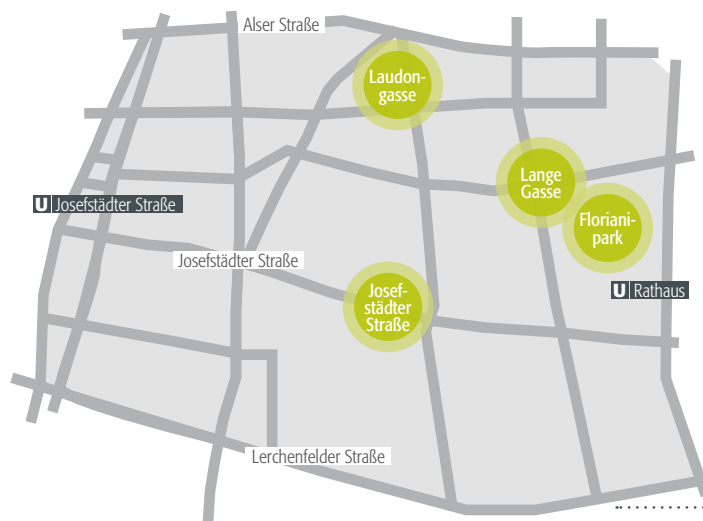 Alser Straße
Laudon-
gasse
Lange
Gasse
U Josefstädter Straße
Floriani-
park
Josefstädter Straße
Josef-
städter
Straße
U Rathaus
Lerchenfelder Straße